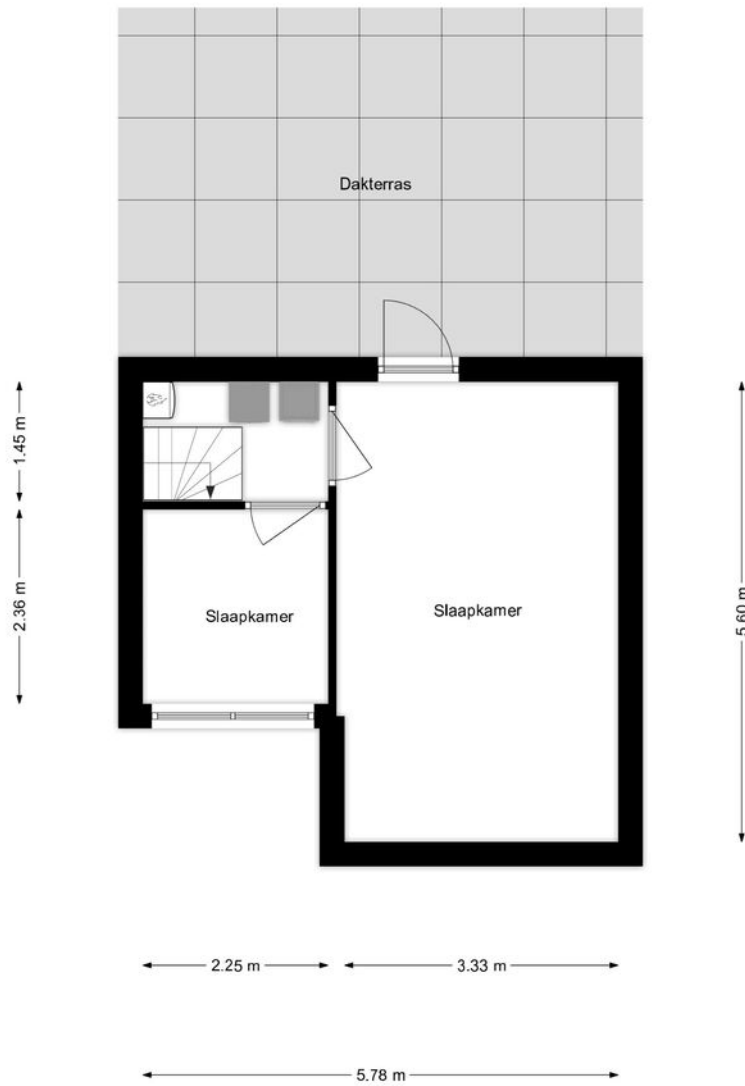 Dakterras
1.45 m
2.36 m
Slaapkamer
Slaapkamer
5.60 m
2.25 m
3.33 m
5.78 m